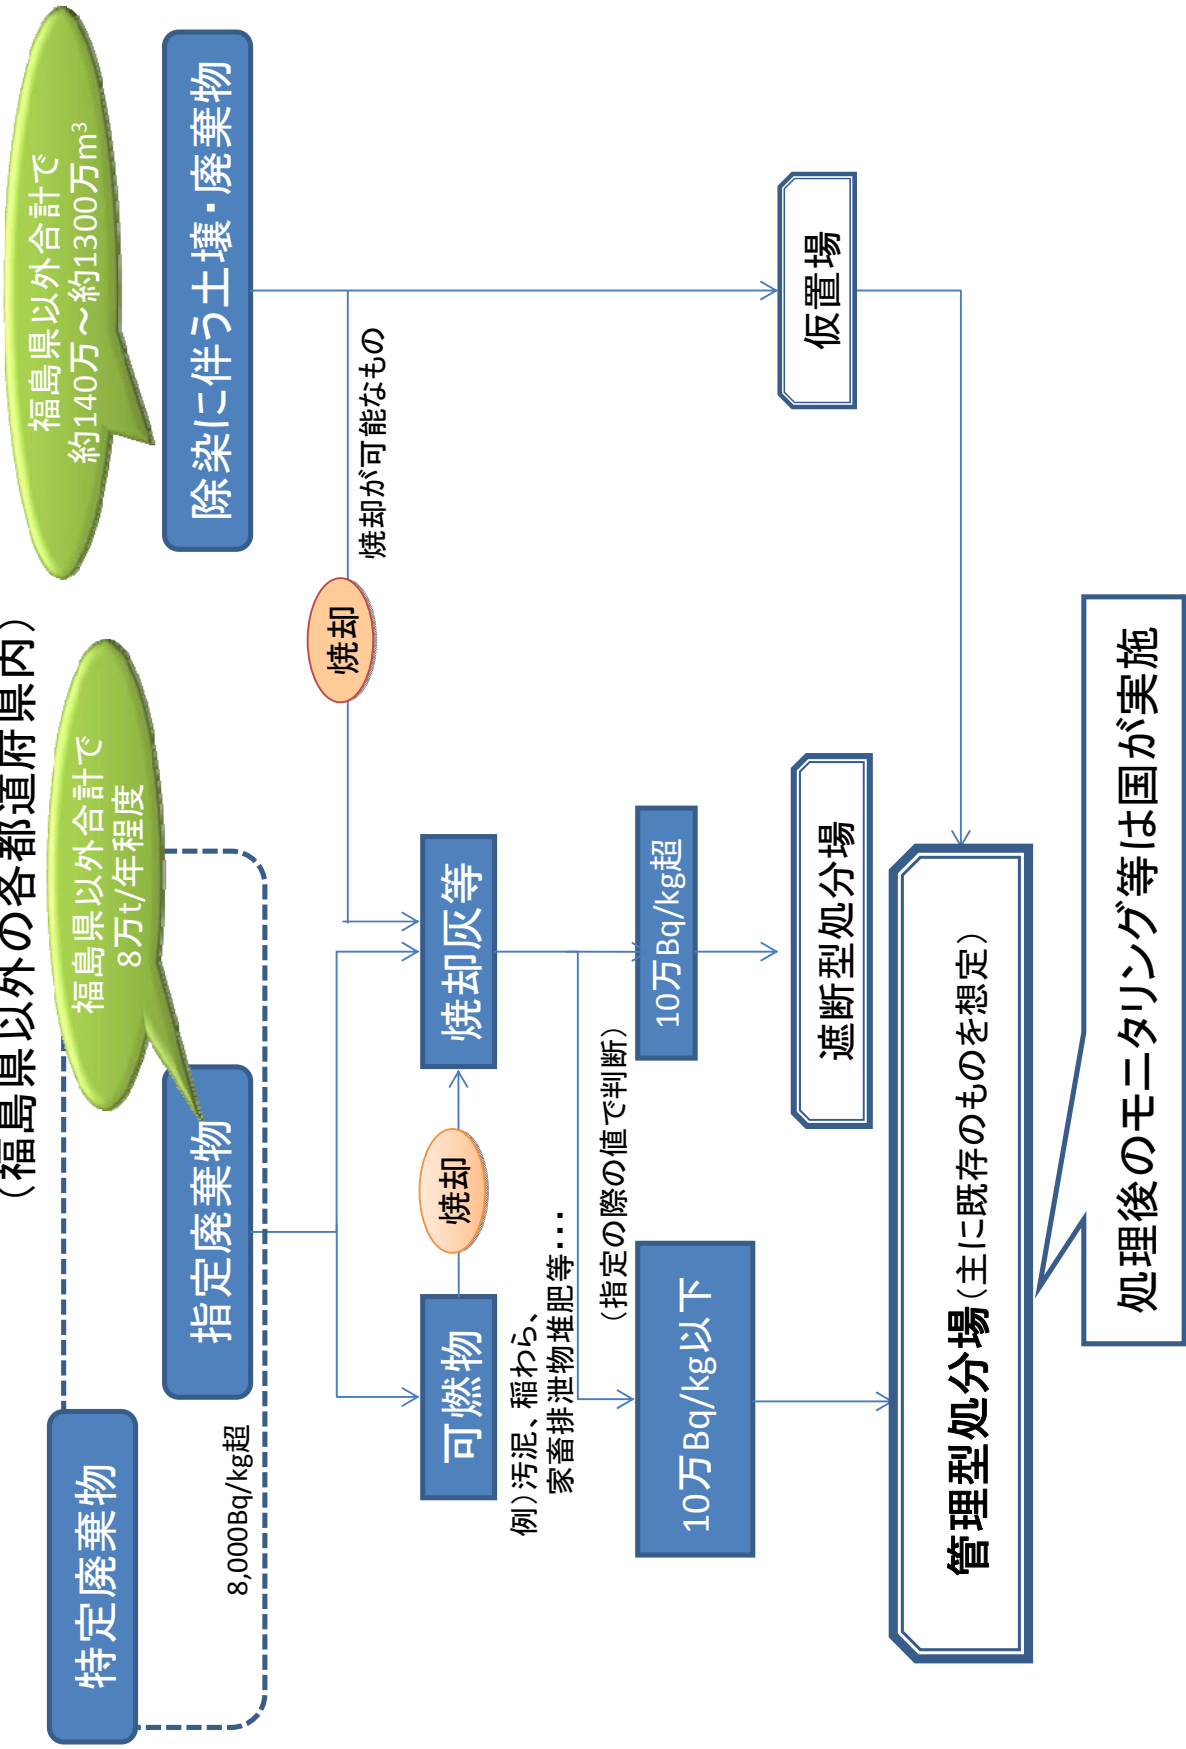 （福島県以外の各都道府県内）
特定廃棄物
福島県以外合計で
8万t/年程度
福島県以外合計で
約140万～約1300万m³
指定廃棄物
除染に伴う土壌・廃棄物
8,000Bq/kg超
焼却
焼却が可能なもの
可燃物
焼却
焼却灰等
例）汚泥、稲わら、
家畜排泄物堆肥等・・・
（指定の際の値で判断）
10万Bq/kg以下
10万Bq/kg超
遮断型処分場
仮置場
管理型処分場（主に既存のものを想定）
処理後のモニタリング等は国が実施